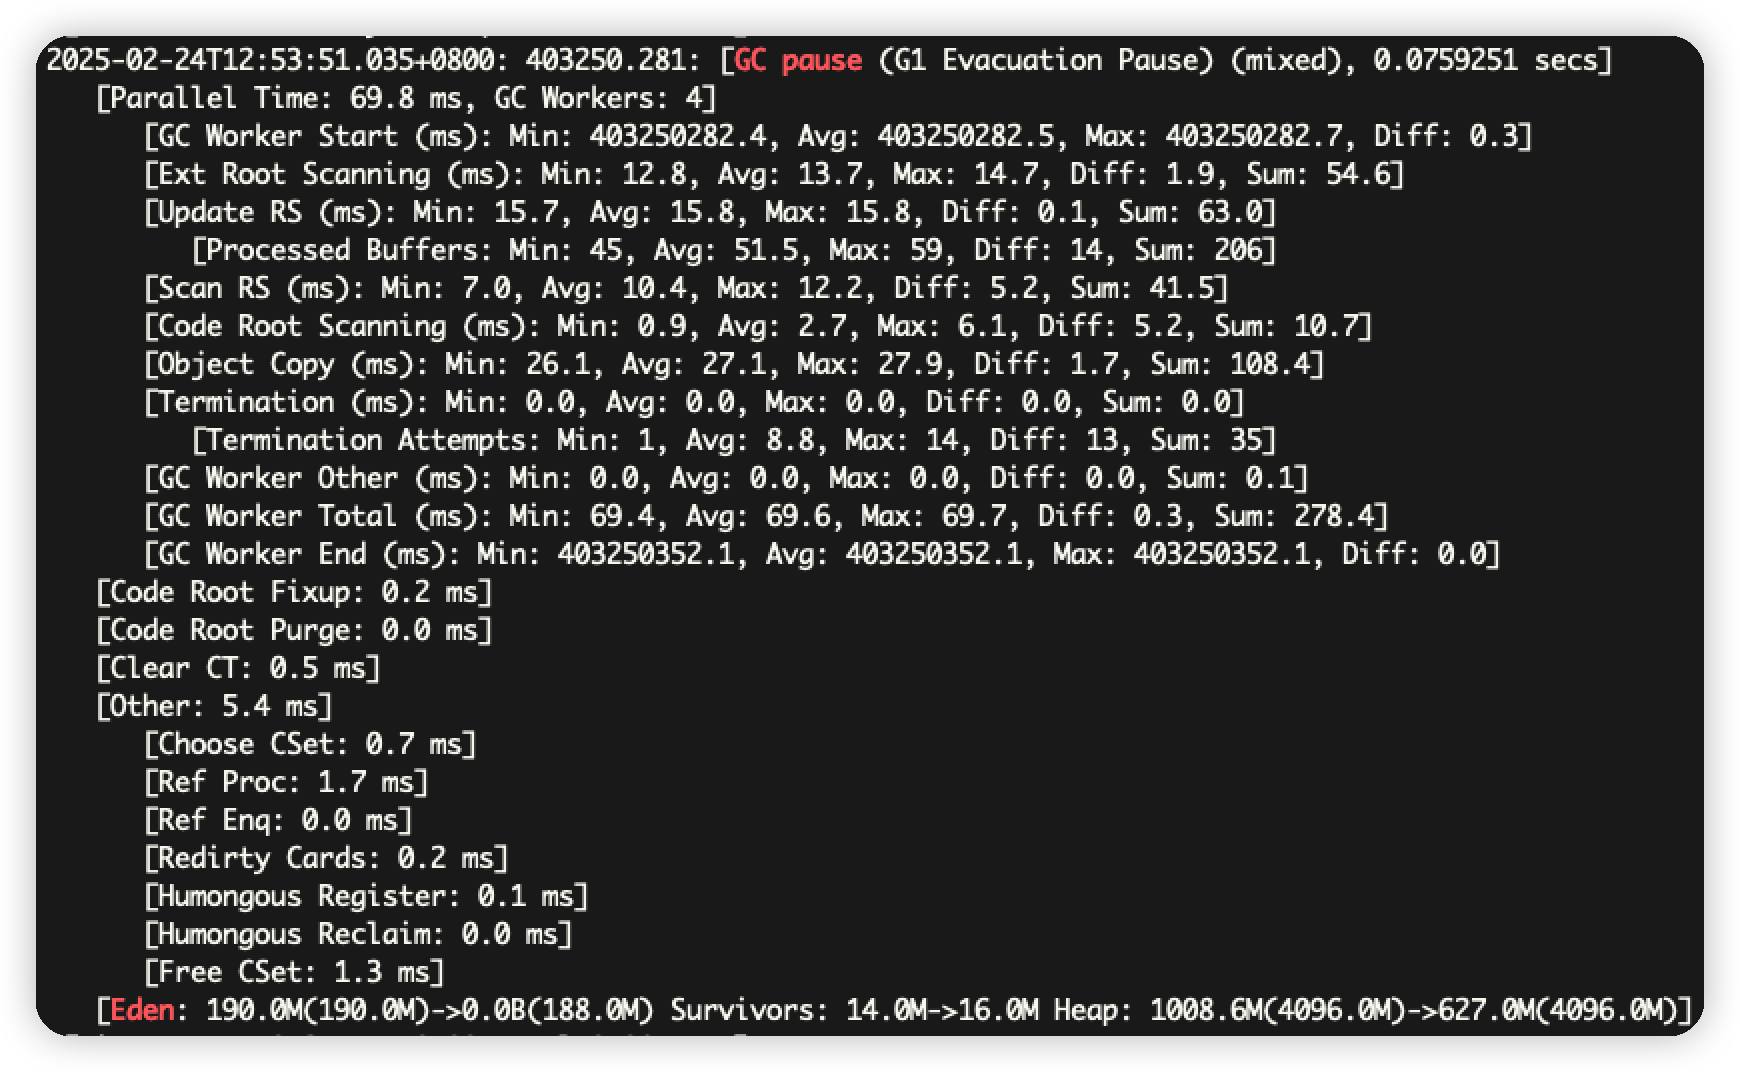 2025-02-24T12:53:51.035+0800: 403250.281: [GC pause (G1 Evacuation Pause) (mixed), 0.0759251 secs]
[Parallel Time: 69.8 ms, GC Workers: 4]
[GC Worker Start (ms): Min: 403250282.4, Avg: 403250282.5, Max: 403250282.7, Diff: 0.3]
[Ext Root Scanning (ms): Min: 12.8, Avg: 13.7, Max: 14.7, Diff: 1.9, Sum: 54.6]
[Update RS (ms): Min: 15.7, Avg: 15.8, Max: 15.8, Diff: 0.1, Sum: 63.0]
[Processed Buffers: Min: 45, Avg: 51.5, Max: 59, Diff: 14, Sum: 206]
[Scan RS (ms): Min: 7.0, Avg: 10.4, Max: 12.2, Diff: 5.2, Sum: 41.5]
[Code Root Scanning (ms): Min: 0.9, Avg: 2.7, Max: 6.1, Diff: 5.2, Sum: 10.7]
[Object Copy (ms): Min: 26.1, Avg: 27.1, Max: 27.9, Diff: 1.7, Sum: 108.4]
[Termination (ms): Min: 0.0, Avg: 0.0, Max: 0.0, Diff: 0.0, Sum: 0.0]
[Termination Attempts: Min: 1, Avg: 8.8, Max: 14, Diff: 13, Sum: 35]
[GC Worker Other (ms): Min: 0.0, Avg: 0.0, Max: 0.0, Diff: 0.0, Sum: 0.1]
[GC Worker Total (ms): Min: 69.4, Avg: 69.6, Max: 69.7, Diff: 0.3, Sum: 278.4]
[GC Worker End (ms): Min: 403250352.1, Avg: 403250352.1, Max: 403250352.1, Diff: 0.0]
[Code Root Fixup: 0.2 ms]
[Code Root Purge: 0.0 ms]
[Clear CT: 0.5 ms]
[Other: 5.4 ms]
[Choose CSet: 0.7 ms]
[Ref Proc: 1.7 ms]
[Ref Enq: 0.0 ms]
[Redirty Cards: 0.2 ms]
[Humongous Register: 0.1 ms]
[Humongous Reclaim: 0.0 ms]
[Free CSet: 1.3 ms]
[Eden: 190.0M(190.0M)->0.0B(188.0M) Survivors: 14.0M->16.0M Heap: 1008.6M(4096.0M)->627.0M(4096.0M)]